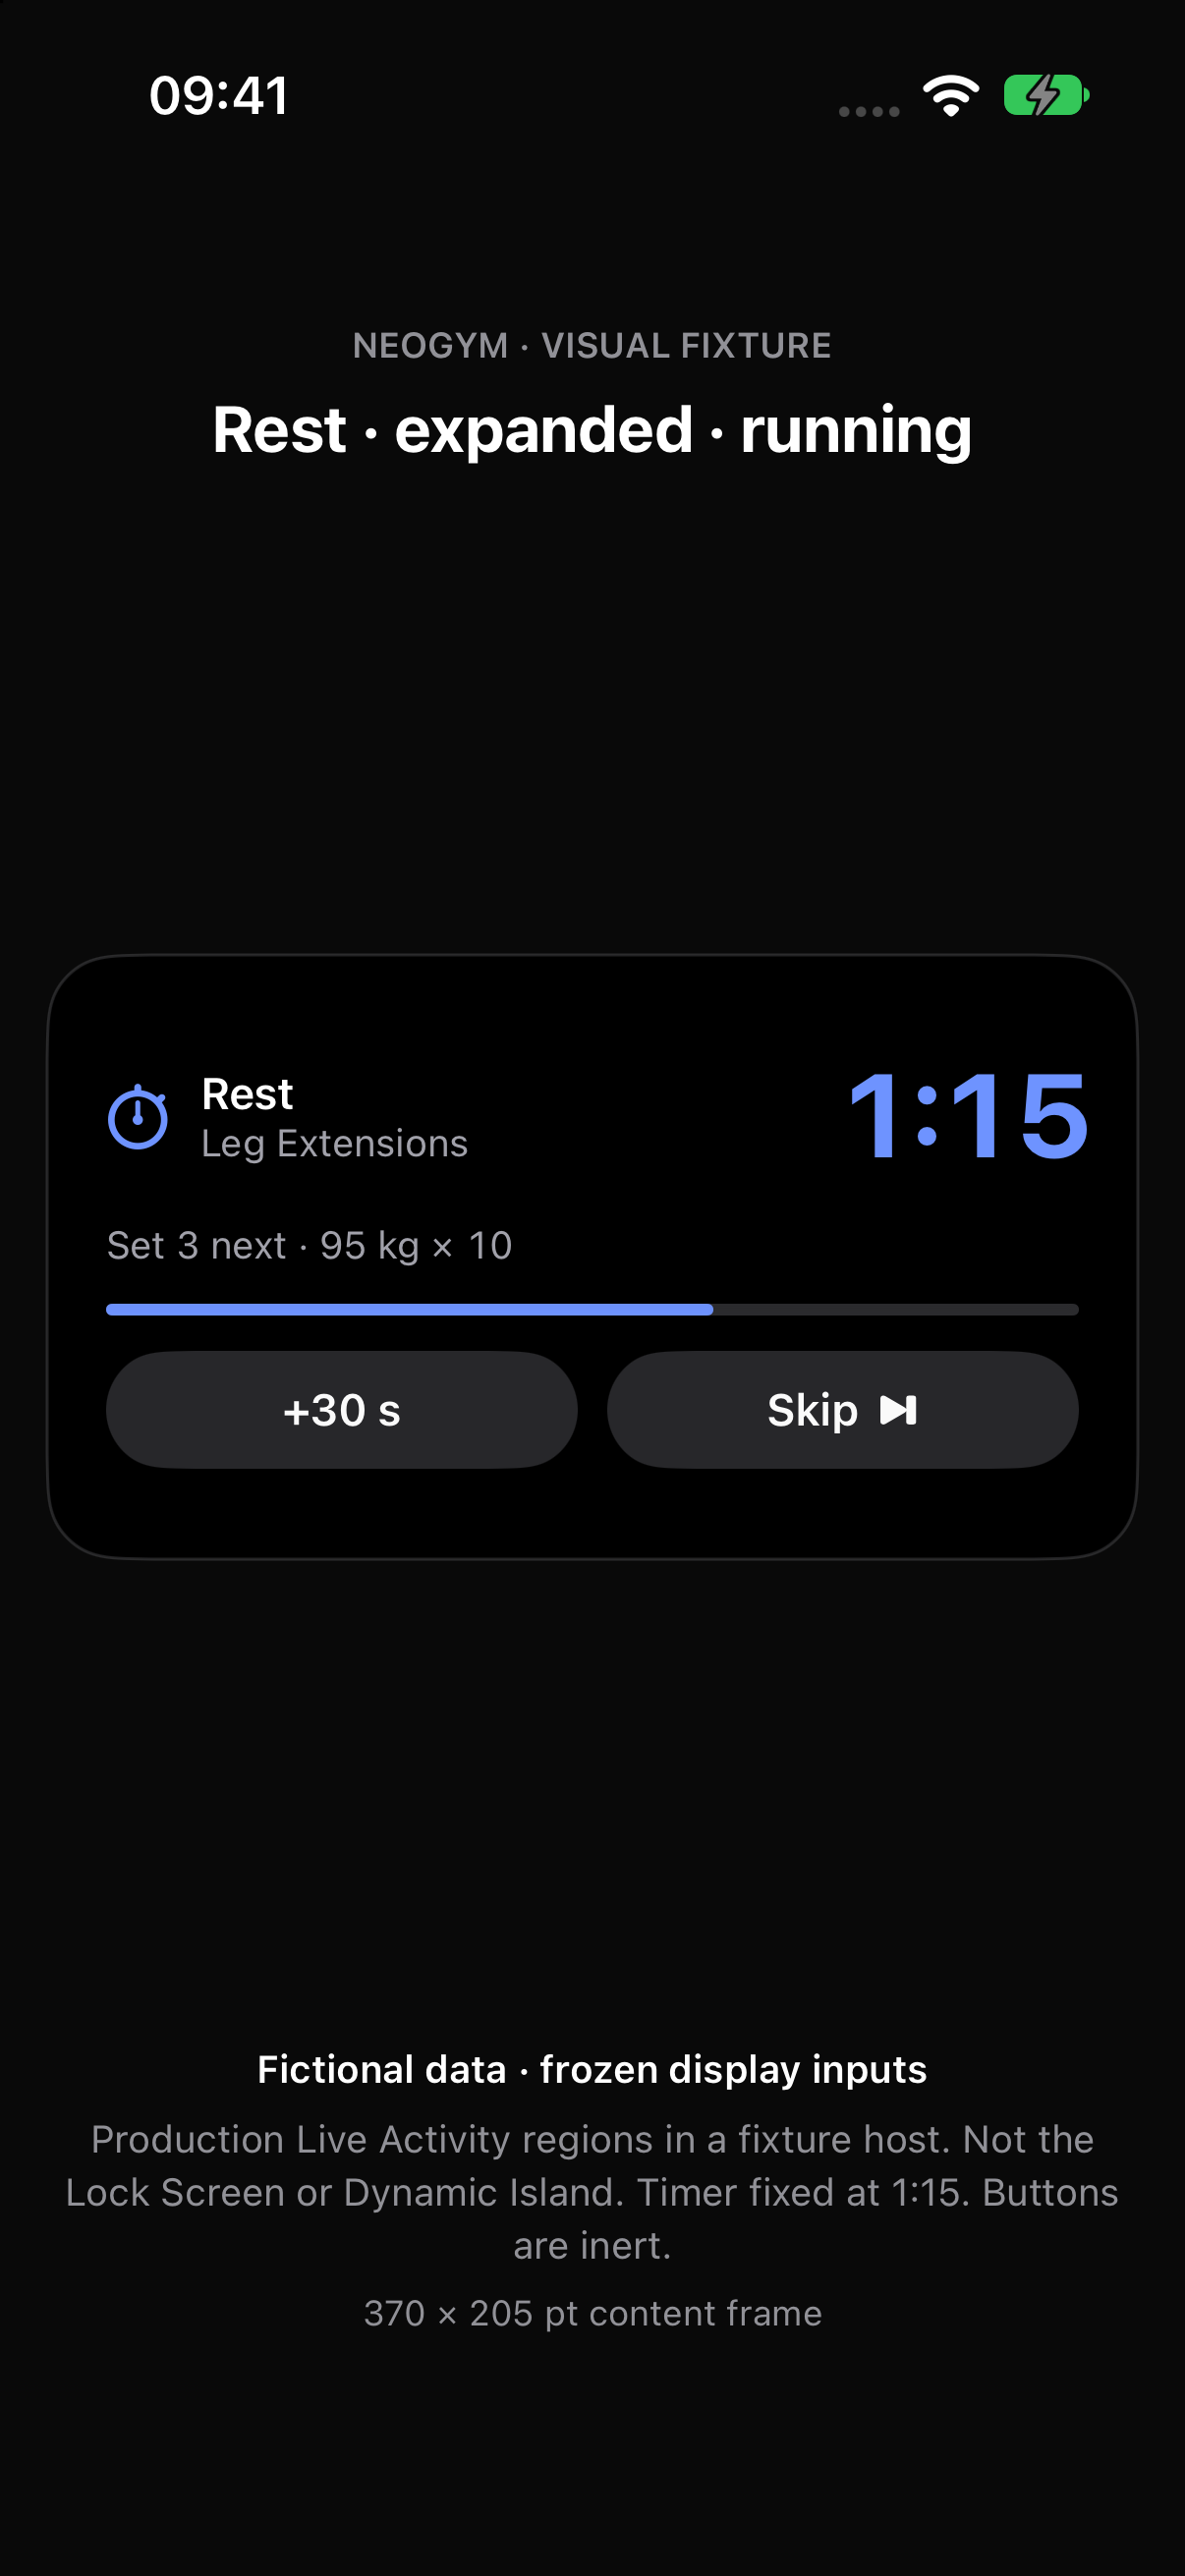 09:41
NEOGYM · VISUAL FIXTURE
Rest · expanded · running
Rest
Leg Extensions
1:15
Set 3 next · 95 kg × 10
+30 s
Skip
Fictional data · frozen display inputs
Production Live Activity regions in a fixture host. Not the
Lock Screen or Dynamic Island. Timer fixed at 1:15. Buttons
are inert.
370 × 205 pt content frame